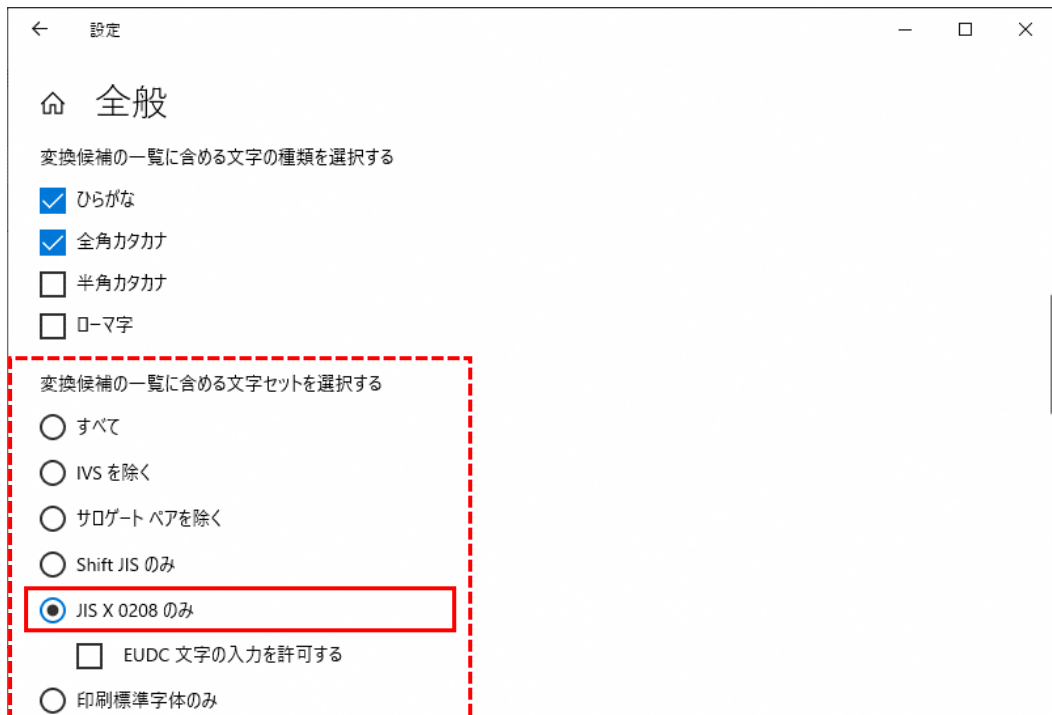 設定
全般
変換候補の一覧に含める文字の種類を選択する
ひらがな
全角カタカナ
半角カタカナ
ローマ字
変換候補の一覧に含める文字セットを選択する
すべて
IVS を除く
サロゲート ペアを除く
Shift JIS のみ
JIS X 0208 のみ
EUDC 文字の入力を許可する
印刷標準字体のみ